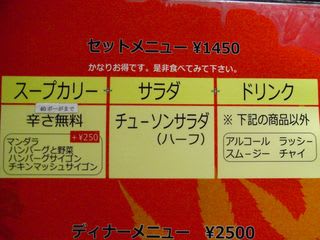 セットメニュー ¥1450
かなりお得です。是非食べてみて下さい。
スープカリー
サラダ
ドリンク
辛さ無料
+¥250
マンダラ
ハンバーグと野菜
ハンバーグサイゴン
チキンマッシュサイゴン
チューソンサラダ
(ハーフ)
※ 下記の商品以外
アルコール ラッシー
スムージー チャイ
ディナーメニュー ¥2500